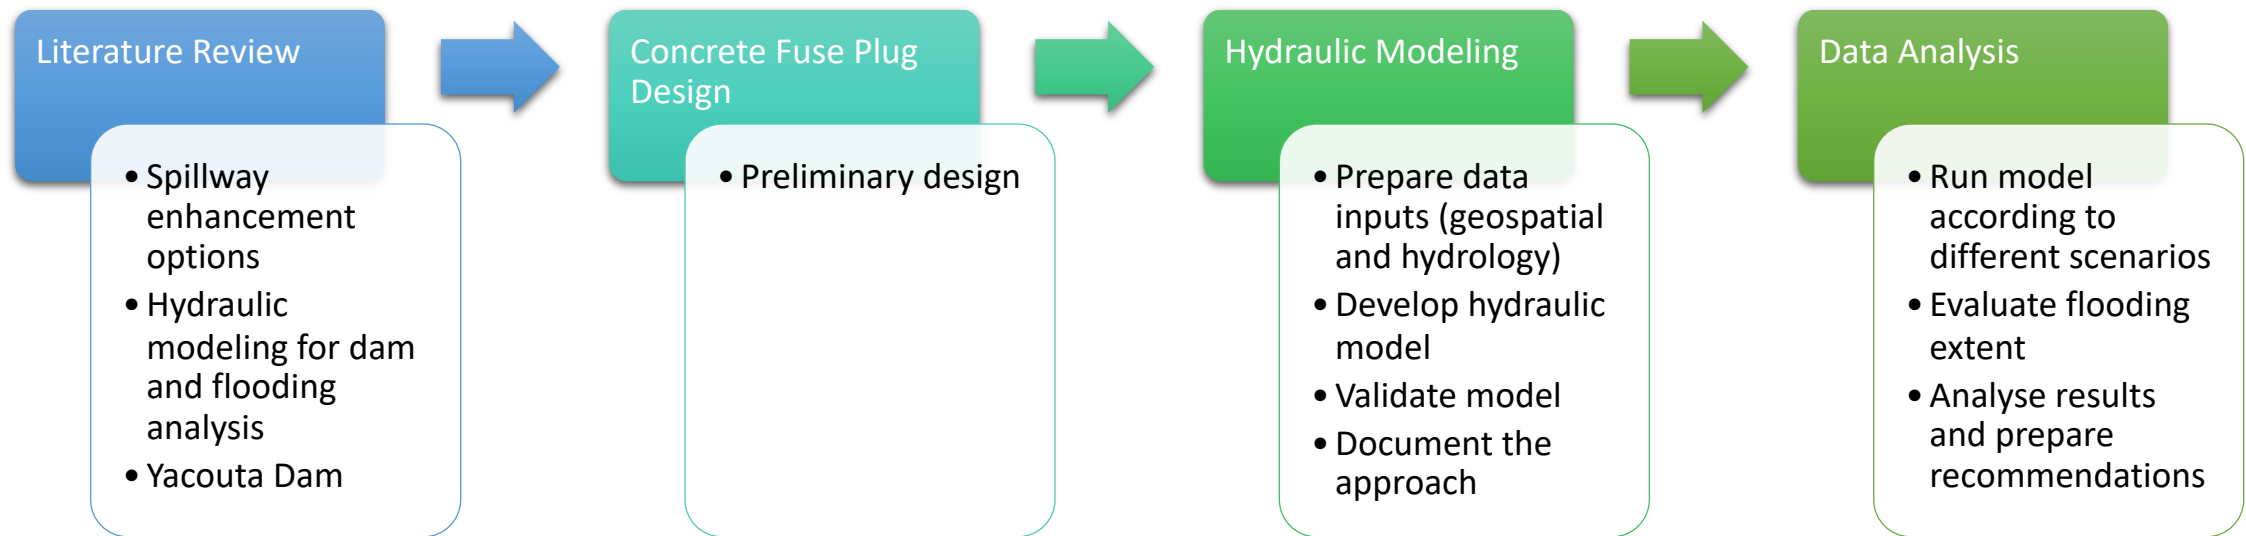 Literature Review
• Spillway
enhancement
options
• Hydraulic
modeling for dam
and flooding
analysis
• Yacouta Dam
Concrete Fuse Plug
Design
• Preliminary design
Hydraulic Modeling
• Prepare data
inputs (geospatial
and hydrology)
• Develop hydraulic
model
• Validate model
• Document the
approach
Data Analysis
• Run model
according to
different scenarios
• Evaluate flooding
extent
• Analyse results
and prepare
recommendations